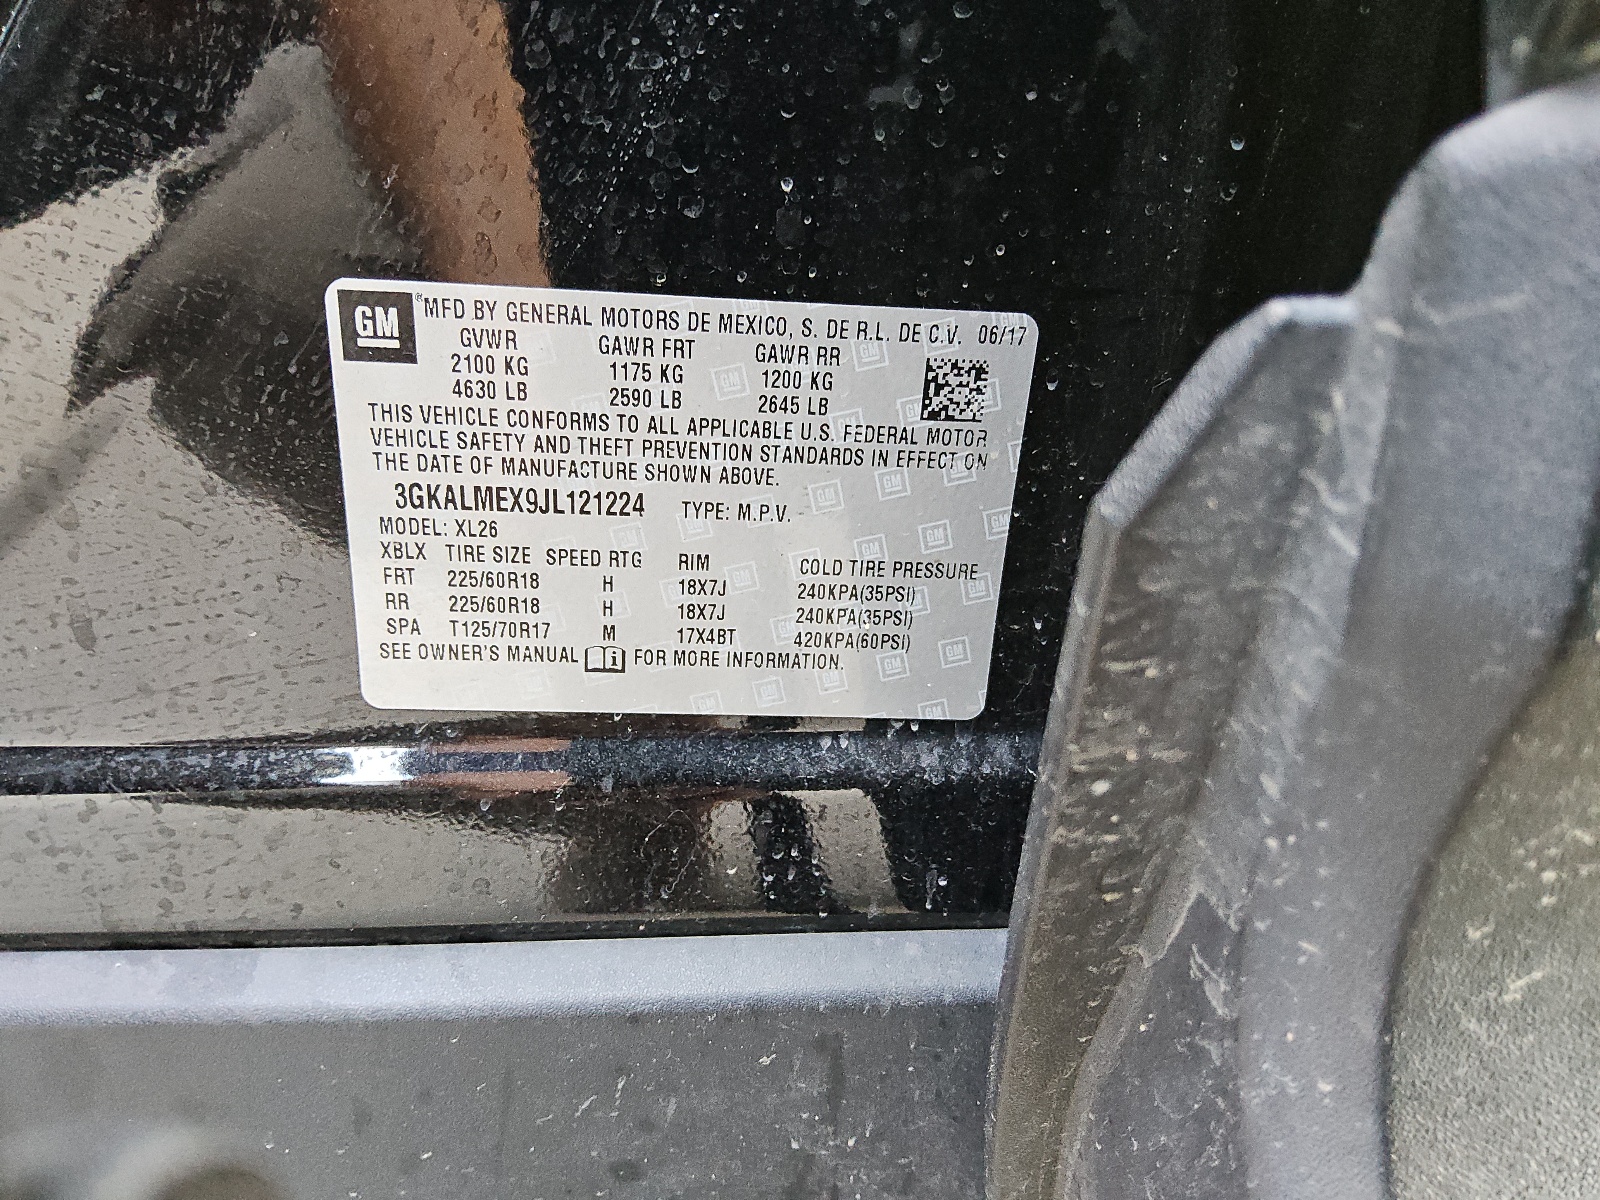 GM ® MFD BY GENERAL MOTORS DE MEXICO, S. DE R.L. DE C.V. 06/17
GVWR GAWR FRT GAWR RR
2100 KG 1175 KG 1200 KG
4630 LB 2590 LB 2645 LB
THIS VEHICLE CONFORMS TO ALL APPLICABLE U.S. FEDERAL MOTOR
VEHICLE SAFETY AND THEFT PREVENTION STANDARDS IN EFFECT ON
THE DATE OF MANUFACTURE SHOWN ABOVE.
3GKALMEX9JL121224 TYPE: M.P.V.
MODEL: XL26
XBLX TIRE SIZE SPEED RTG RIM COLD TIRE PRESSURE
FRT 225/60R18 H 18X7J 240KPA(35PSI)
RR 225/60R18 H 18X7J 240KPA(35PSI)
SPA T125/70R17 M 17X4BT 420KPA(60PSI)
SEE OWNER'S MANUAL i FOR MORE INFORMATION.